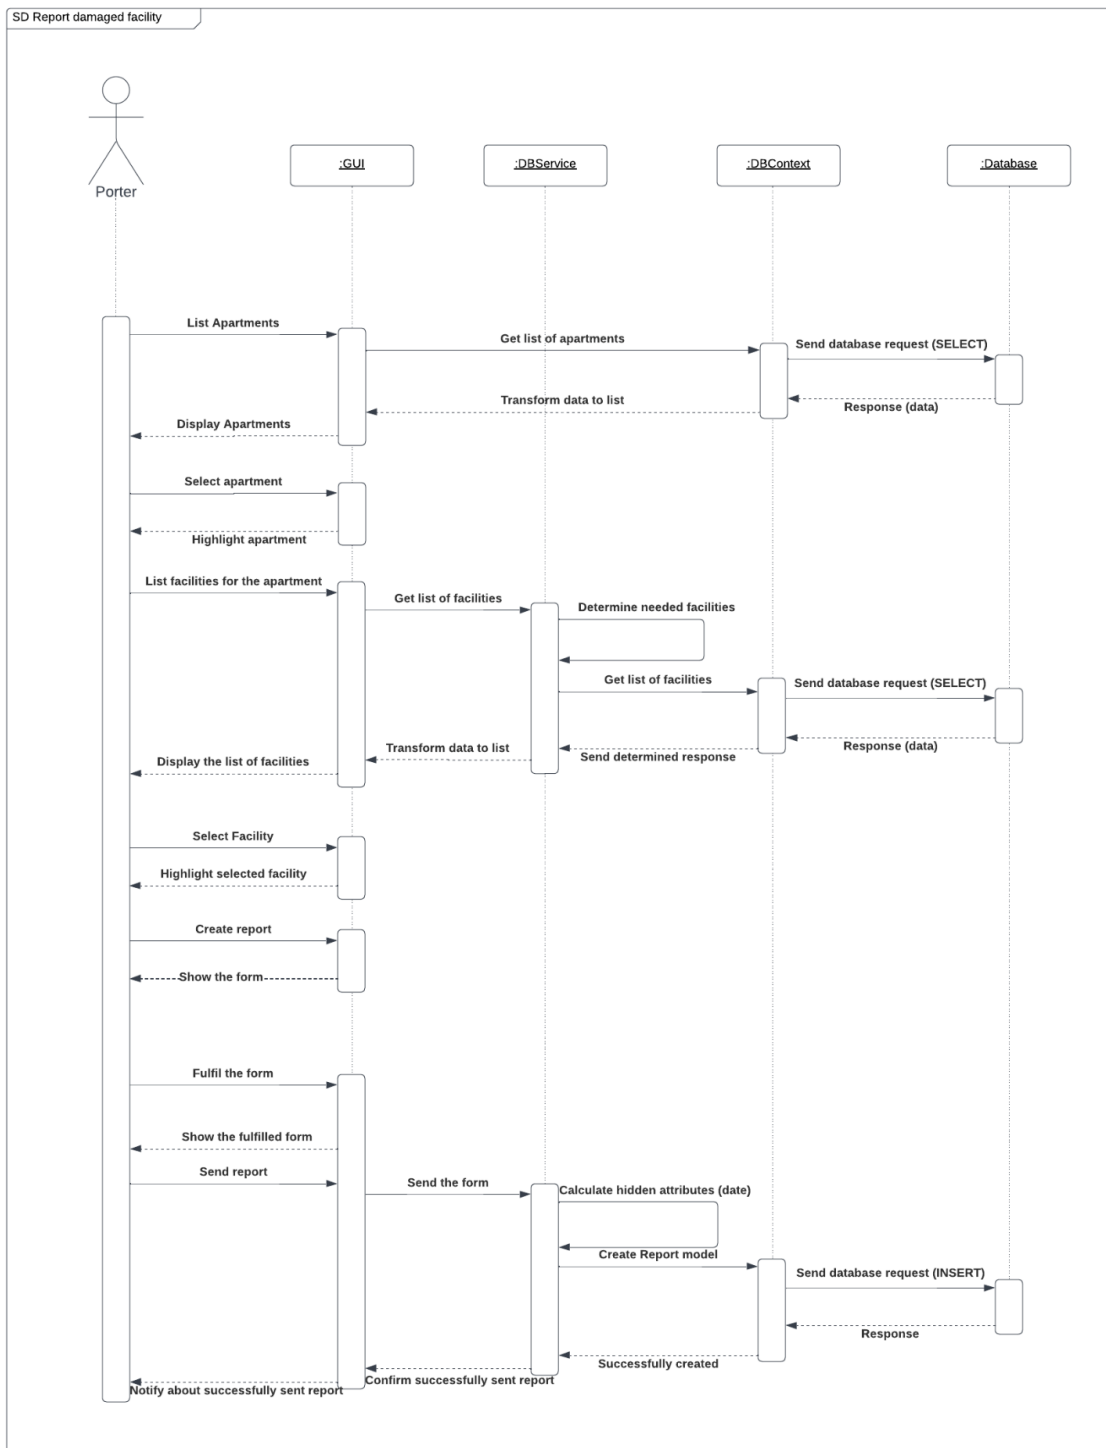 SD Report damaged facility
Porter
:GUI
:DBService
:DBContext
:Database
List Apartments
Get list of apartments
Send database request (SELECT)
Transform data to list
Response (data)
Display Apartments
Select apartment
Highlight apartment
List facilities for the apartment
Get list of facilities
Determine needed facilities
Get list of facilities
Send database request (SELECT)
Response (data)
Transform data to list
Send determined response
Display the list of facilities
Select Facility
Highlight selected facility
Create report
Show the form
Fulfil the form
Show the fulfilled form
Send report
Send the form
Calculate hidden attributes (date)
Create Report model
Send database request (INSERT)
Response
Successfully created
Confirm successfully sent report
Notify about successfully sent report